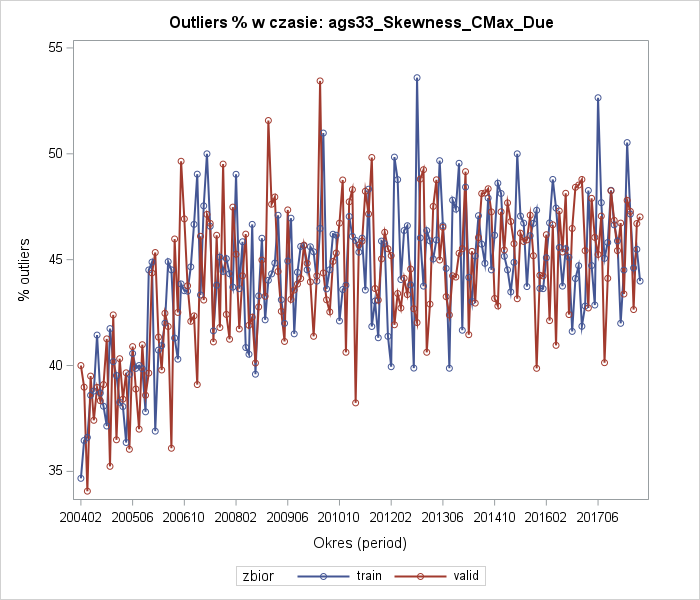 Outliers % w czasie: ags33_Skewness_CMax_Due
55
50
45
40
35
% outliers
200402 200506 200610 200802 200906 201010 201202 201306 201410 201602 201706
Okres (period)
zbior train valid